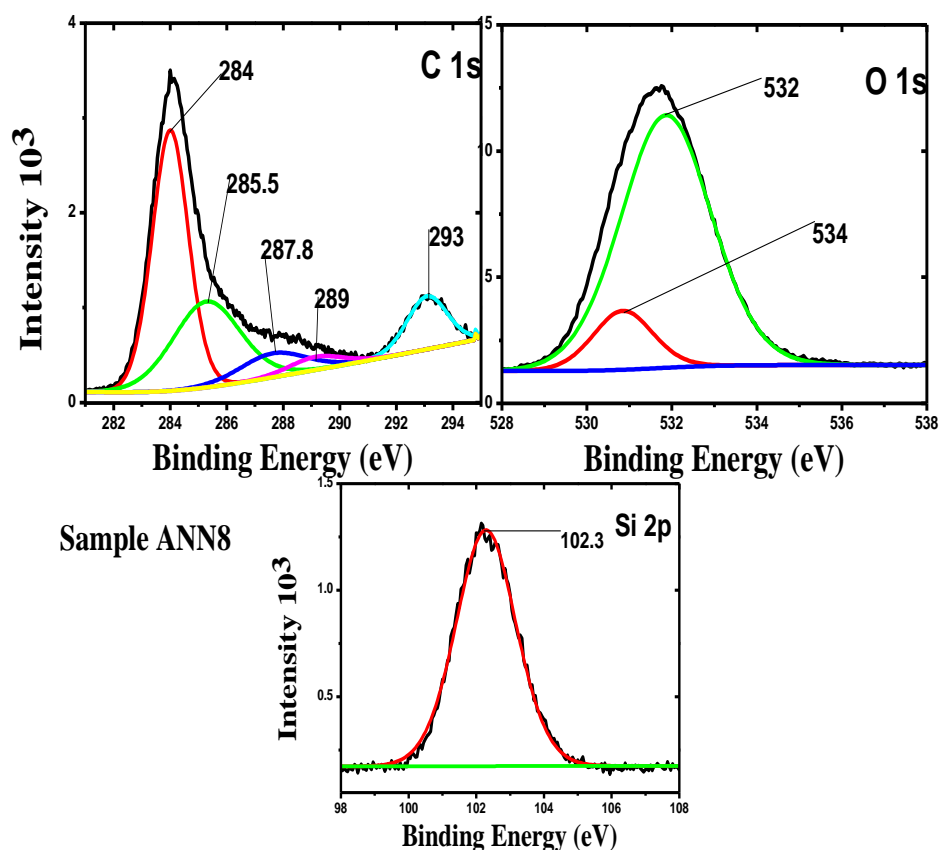 C 1s
284
285.5
287.8
289
293
4
2
0
Intensity 10³
282 284 286 288 290 292 294
Binding Energy (eV)
O 1s
532
534
15
10
5
0
528 530 532 534 536 538
Binding Energy (eV)
Sample ANN8
Si 2p
102.3
1.5
1.0
0.5
Intensity 10³
98 100 102 104 106 108
Binding Energy (eV)